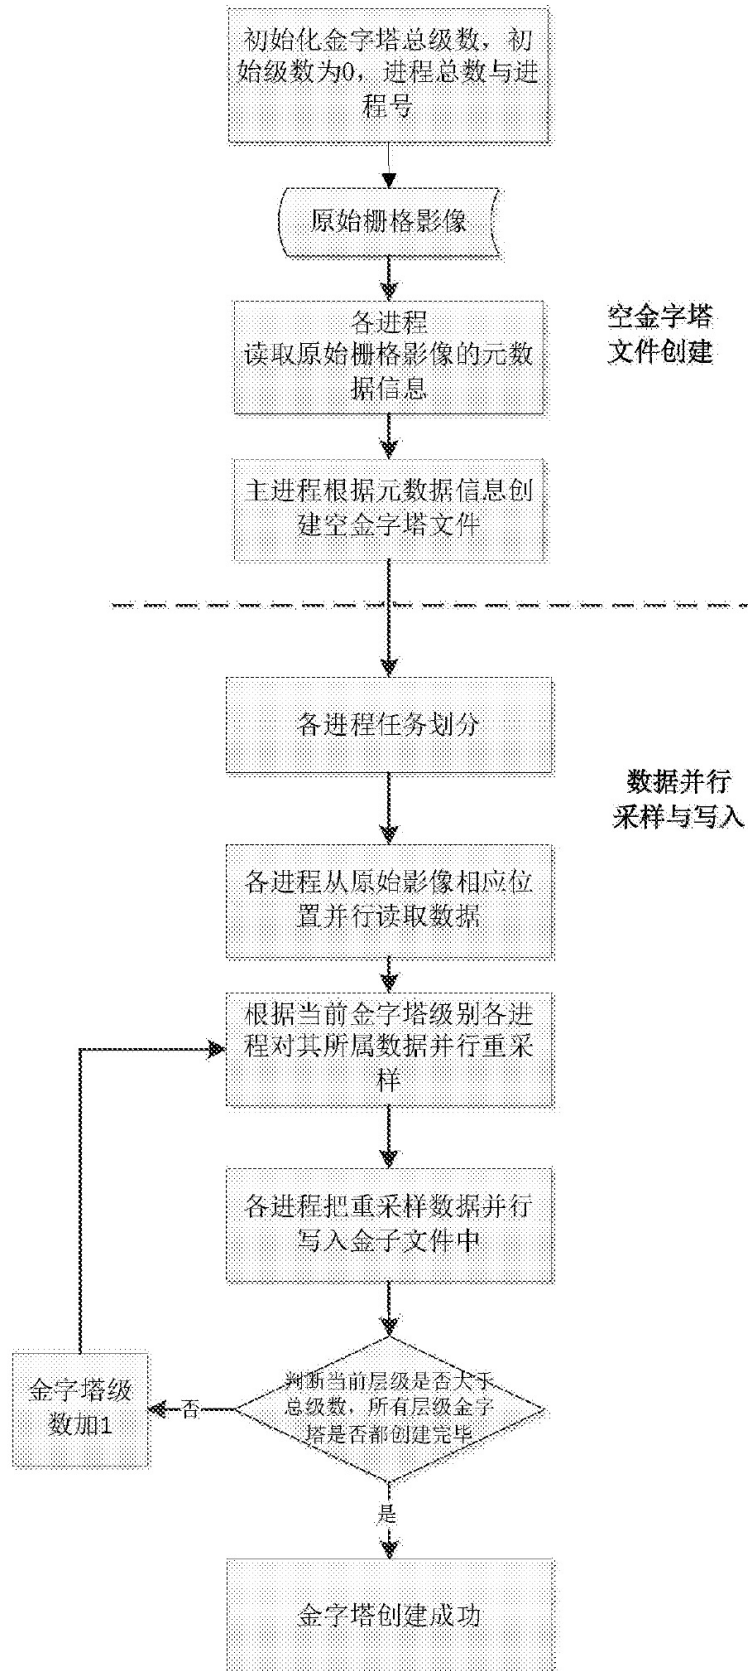 初始化金字塔总级数，初
始级数为0，进程总数与进
程号
原始栅格影像
各进程
读取原始栅格影像的元数
据信息
空金字塔
文件创建
主进程根据元数据信息创
建空金字塔文件
各进程任务划分
数据并行
采样与写入
各进程从原始影像相应位
置并行读取数据
根据当前金字塔级别各进
程对其所属数据并行重采
样
各进程把重采样数据并行
写入金子文件中
判断当前层级是否大于
总级数，所有层级金字
塔是否都创建完毕
否
金字塔级
数加1
是
金字塔创建成功